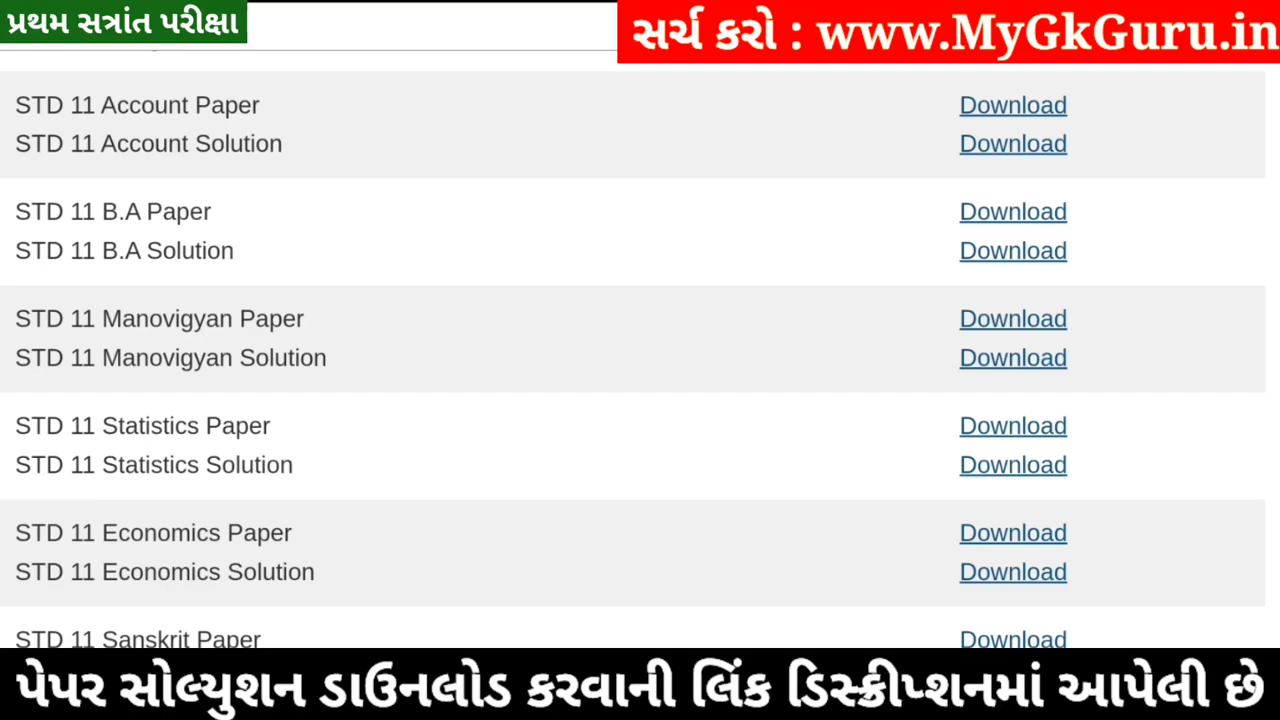 પ્રથમ સત્રાંત પરીક્ષા
સર્ચ કરો : www.MyGkGuru.in
STD 11 Account Paper Download
STD 11 Account Solution Download
STD 11 B.A Paper Download
STD 11 B.A Solution Download
STD 11 Manovigyan Paper Download
STD 11 Manovigyan Solution Download
STD 11 Statistics Paper Download
STD 11 Statistics Solution Download
STD 11 Economics Paper Download
STD 11 Economics Solution Download
STD 11 Sanskrit Paper Download
પેપર સોલ્યુશન ડાઉનલોડ કરવાની લિંક ડિસ્ક્રીપ્શનમાં આપેલી છે